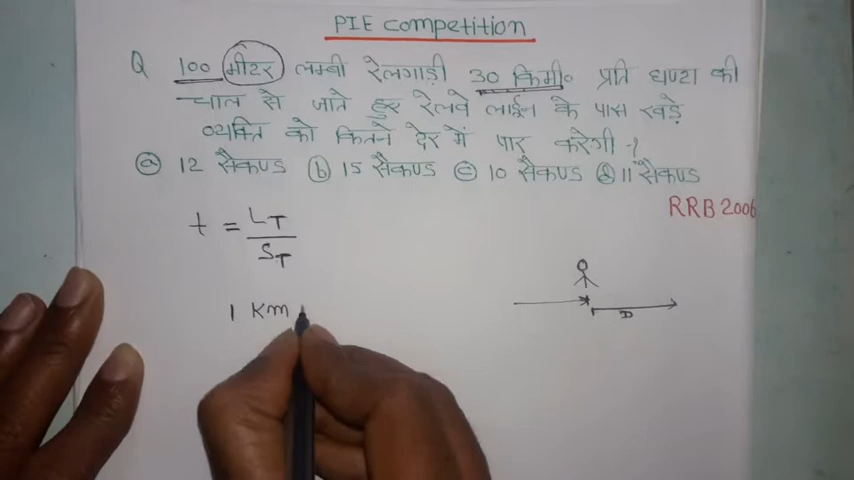 PIE competition
Q 100 मीटर लम्बी रेलगाड़ी 30 किमी० प्रति घण्टा की
चाल से जाते हुए रेलवे लाईन के पास खड़े
व्यक्ति को कितने देर में पार करेगी -?
ⓐ 12 सैकण्ड ⓑ 15 सैकण्ड ⓒ 10 सैकण्ड ⓓ 11 सैकण्ड
RRB 2006
t = LT / ST
D
1 Km